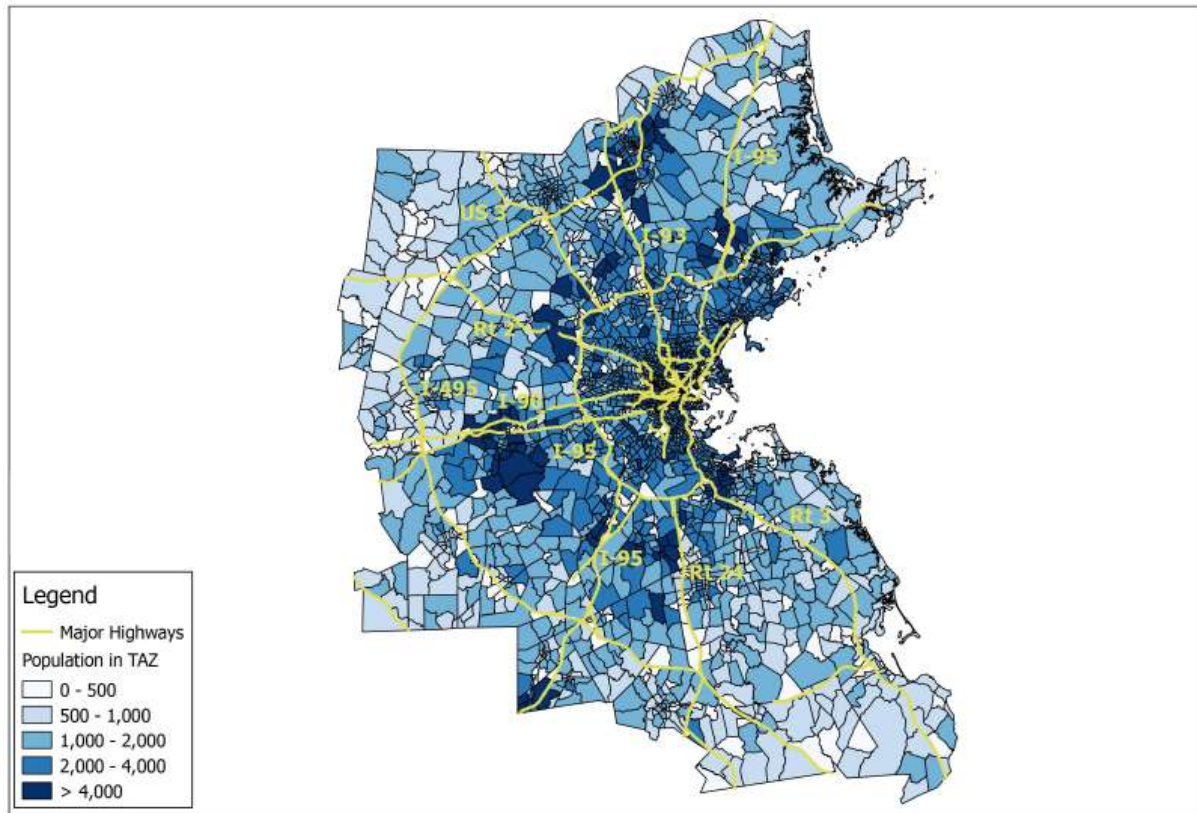 I-95
US 3
I-93
Rt 2
I-495
I-90
I-95
Rt 3
I-95
Rt 24
Legend
Major Highways
Population in TAZ
0 - 500
500 - 1,000
1,000 - 2,000
2,000 - 4,000
> 4,000